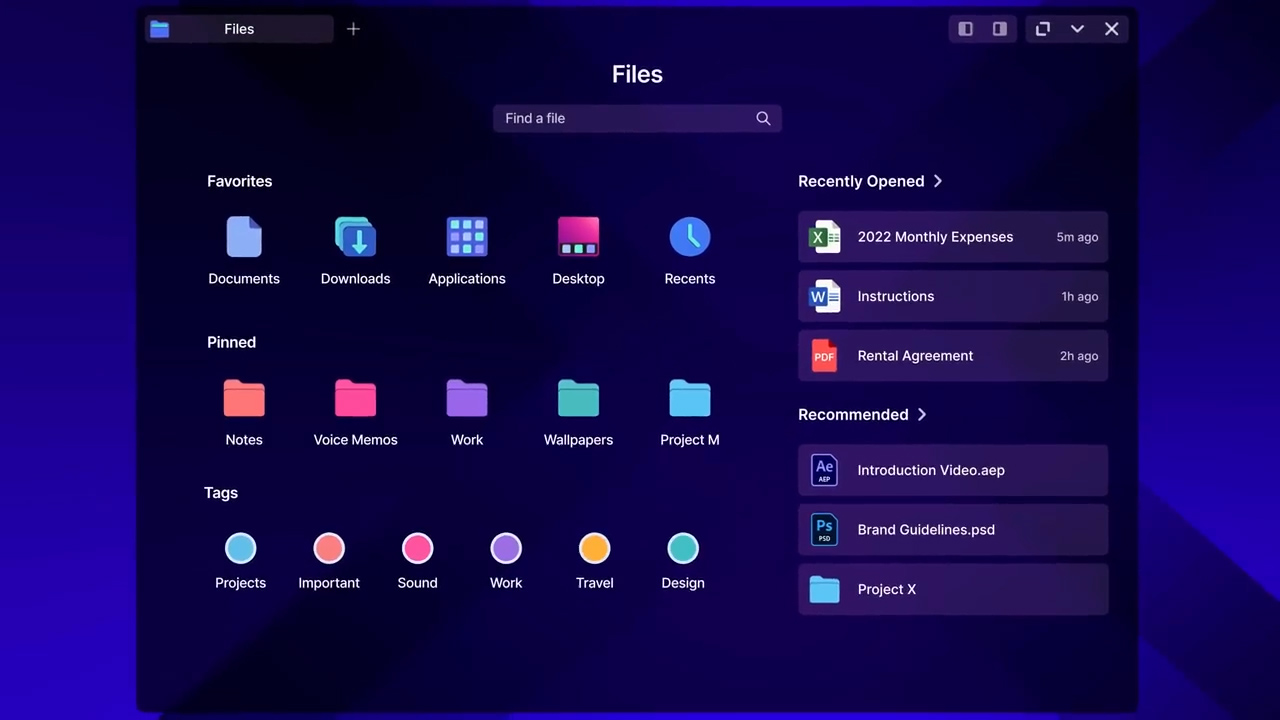 Files
Files
Find a file
Favorites
Documents
Downloads
Applications
Desktop
Recents
Pinned
Notes
Voice Memos
Work
Wallpapers
Project M
Tags
Projects
Important
Sound
Work
Travel
Design
Recently Opened
X
2022 Monthly Expenses
5m ago
W
Instructions
1h ago
PDF
Rental Agreement
2h ago
Recommended
Ae
AEP
Introduction Video.aep
Ps
PSD
Brand Guidelines.psd
Project X